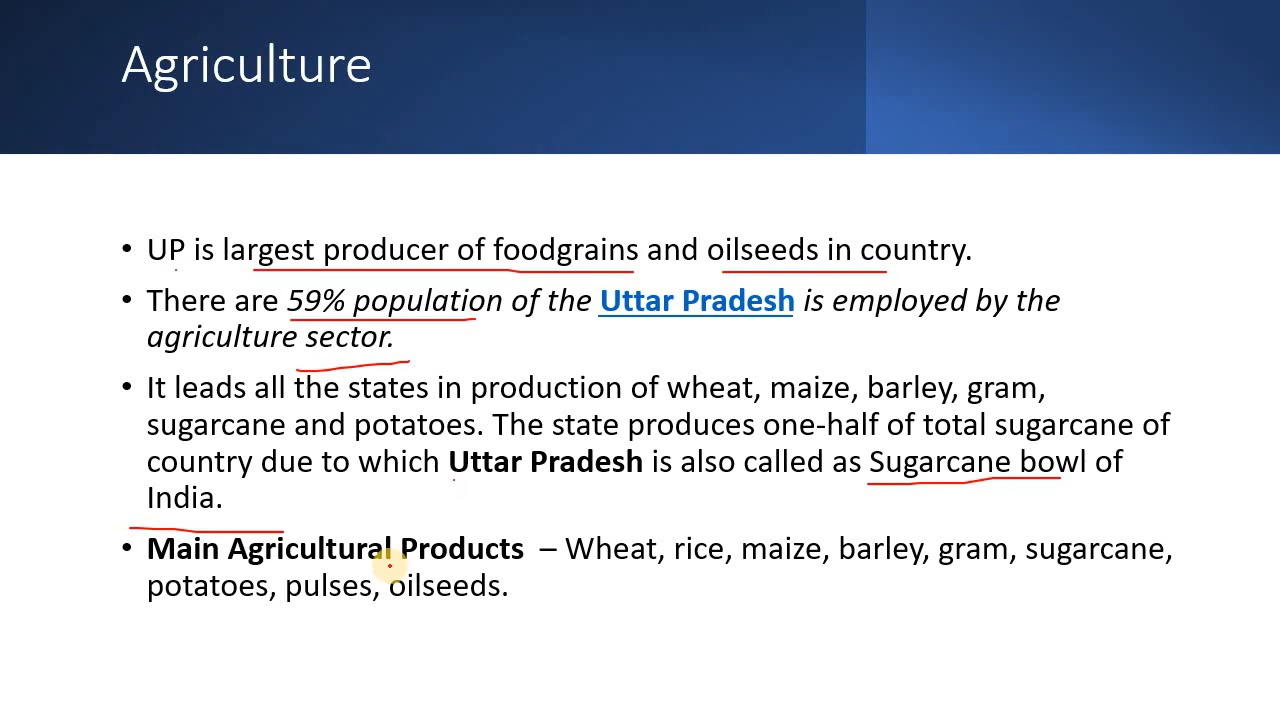 Agriculture
• UP is largest producer of foodgrains and oilseeds in country.
• There are 59% population of the Uttar Pradesh is employed by the
agriculture sector.
• It leads all the states in production of wheat, maize, barley, gram,
sugarcane and potatoes. The state produces one-half of total sugarcane of
country due to which Uttar Pradesh is also called as Sugarcane bowl of
India.
• Main Agricultural Products – Wheat, rice, maize, barley, gram, sugarcane,
potatoes, pulses, oilseeds.